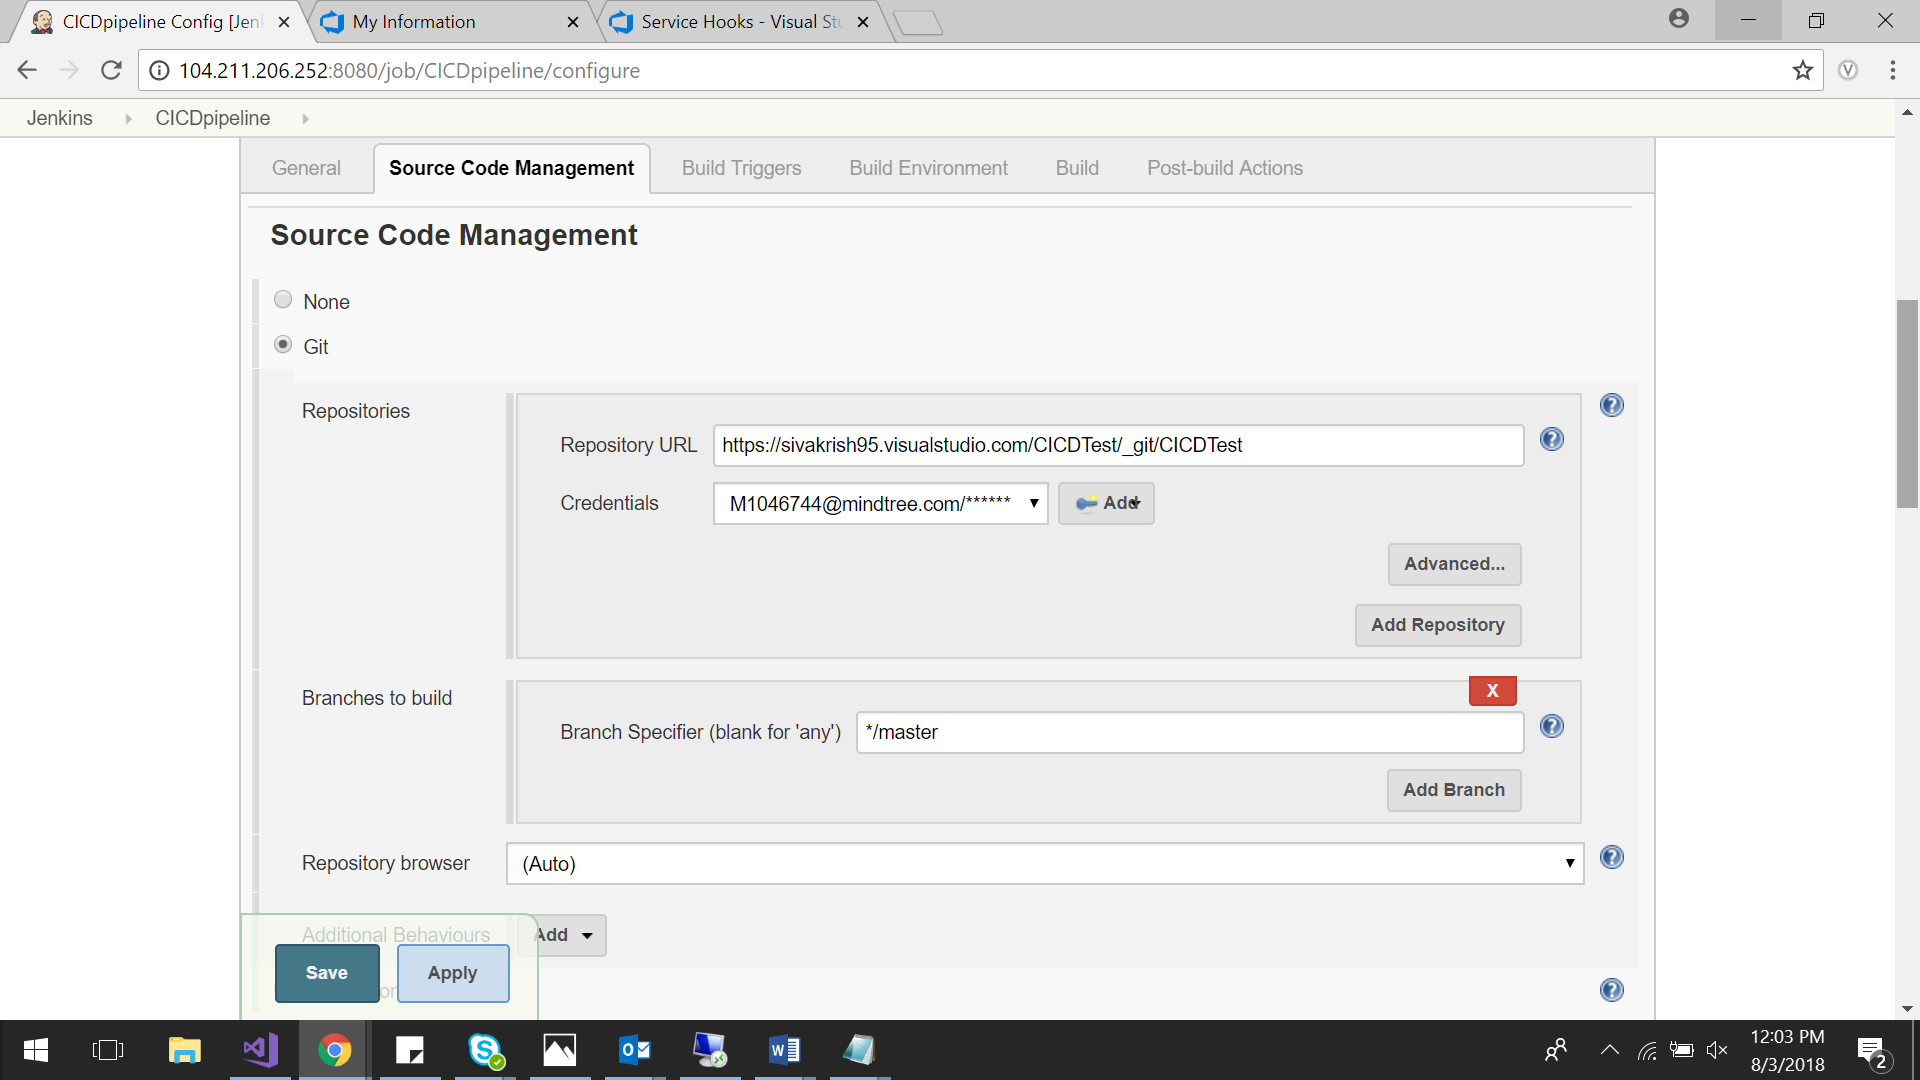 CICDpipeline Config [Jen
My Information
Service Hooks - Visual Stu
104.211.206.252:8080/job/CICDpipeline/configure
Jenkins CICDpipeline
General Source Code Management Build Triggers Build Environment Build Post-build Actions
Source Code Management
None
Git
Repositories
Repository URL https://sivakrish95.visualstudio.com/CICDTest/_git/CICDTest
Credentials M1046744@mindtree.com/****** Add
Advanced...
Add Repository
Branches to build
X
Branch Specifier (blank for 'any') */master
Add Branch
Repository browser (Auto)
Additional Behaviours Add
Save Apply
12:03 PM
8/3/2018
2